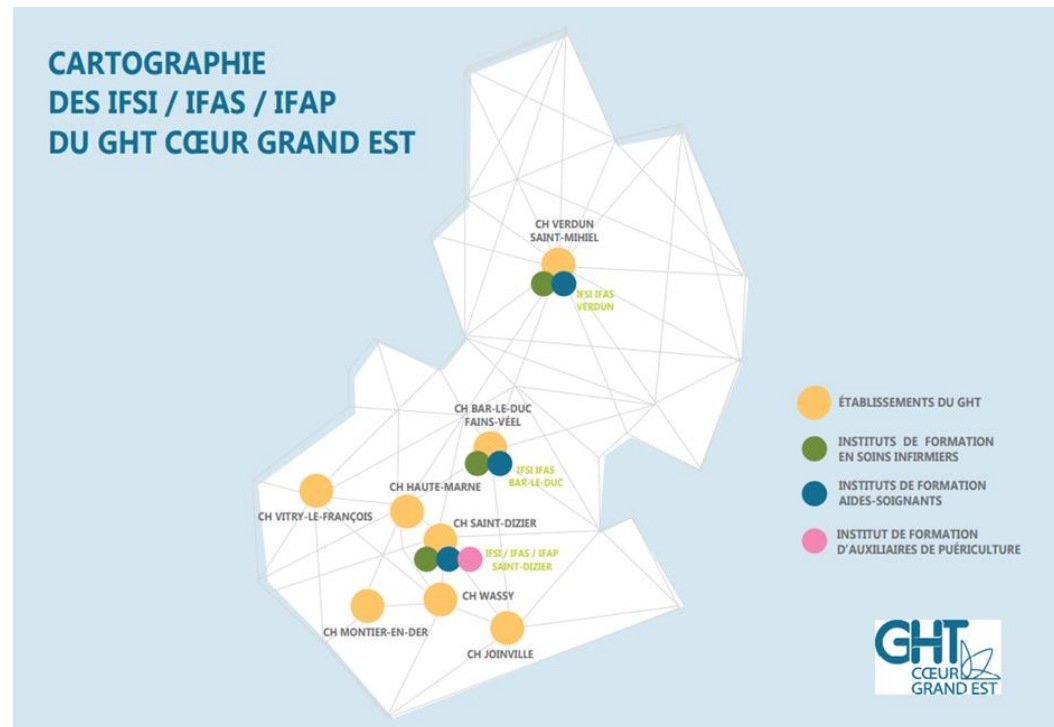 CARTOGRAPHIE
DES IFSI / IFAS / IFAP
DU GHT CŒUR GRAND EST
CH VERDUN
SAINT-MIHIEL
IFSI IFAS
VERDUN
CH BAR-LE-DUC
FAINS-VÉEL
IFSI IFAS
BAR-LE-DUC
CH HAUTE-MARNE
CH VITRY-LE-FRANÇOIS
CH SAINT-DIZIER
IFSI / IFAS / IFAP
SAINT-DIZIER
CH WASSY
CH MONTIER-EN-DER
CH JOINVILLE
ÉTABLISSEMENTS DU GHT
INSTITUTS DE FORMATION
EN SOINS INFIRMIERS
INSTITUTS DE FORMATION
AIDES-SOIGNANTS
INSTITUT DE FORMATION
D'AUXILIAIRES DE PUÉRICULTURE
GHT
CŒUR
GRAND EST